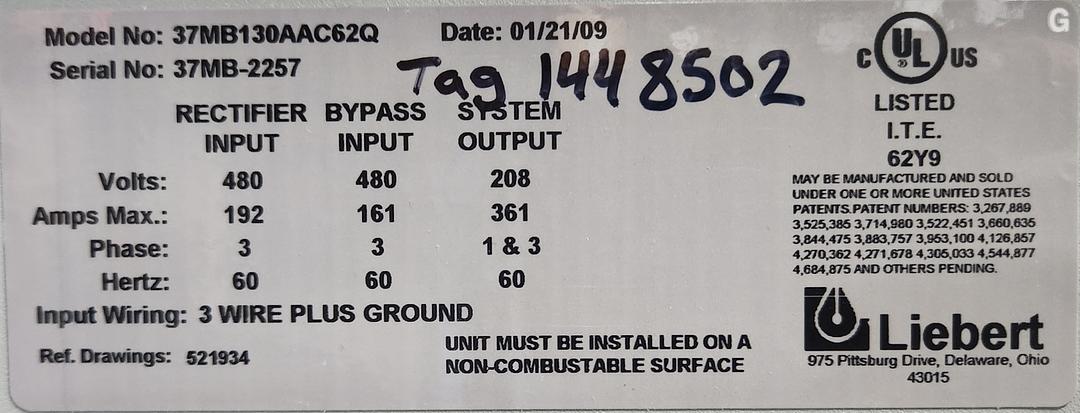 Model No: 37MB130AAC62Q Date: 01/21/09
Serial No: 37MB-2257
Tag 1448502
RECTIFIER BYPASS SYSTEM
INPUT INPUT OUTPUT
Volts: 480 480 208
Amps Max.: 192 161 361
Phase: 3 3 1 & 3
Hertz: 60 60 60
Input Wiring: 3 WIRE PLUS GROUND
Ref. Drawings: 521934
UNIT MUST BE INSTALLED ON A
NON-COMBUSTABLE SURFACE
G
C UL ® US
LISTED
I.T.E.
62Y9
MAY BE MANUFACTURED AND SOLD
UNDER ONE OR MORE UNITED STATES
PATENTS.PATENT NUMBERS: 3,267,889
3,525,385 3,714,980 3,522,451 3,660,635
3,844,475 3,883,757 3,953,100 4,126,857
4,270,362 4,271,678 4,305,033 4,544,877
4,684,875 AND OTHERS PENDING.
Liebert
975 Pittsburg Drive, Delaware, Ohio
43015